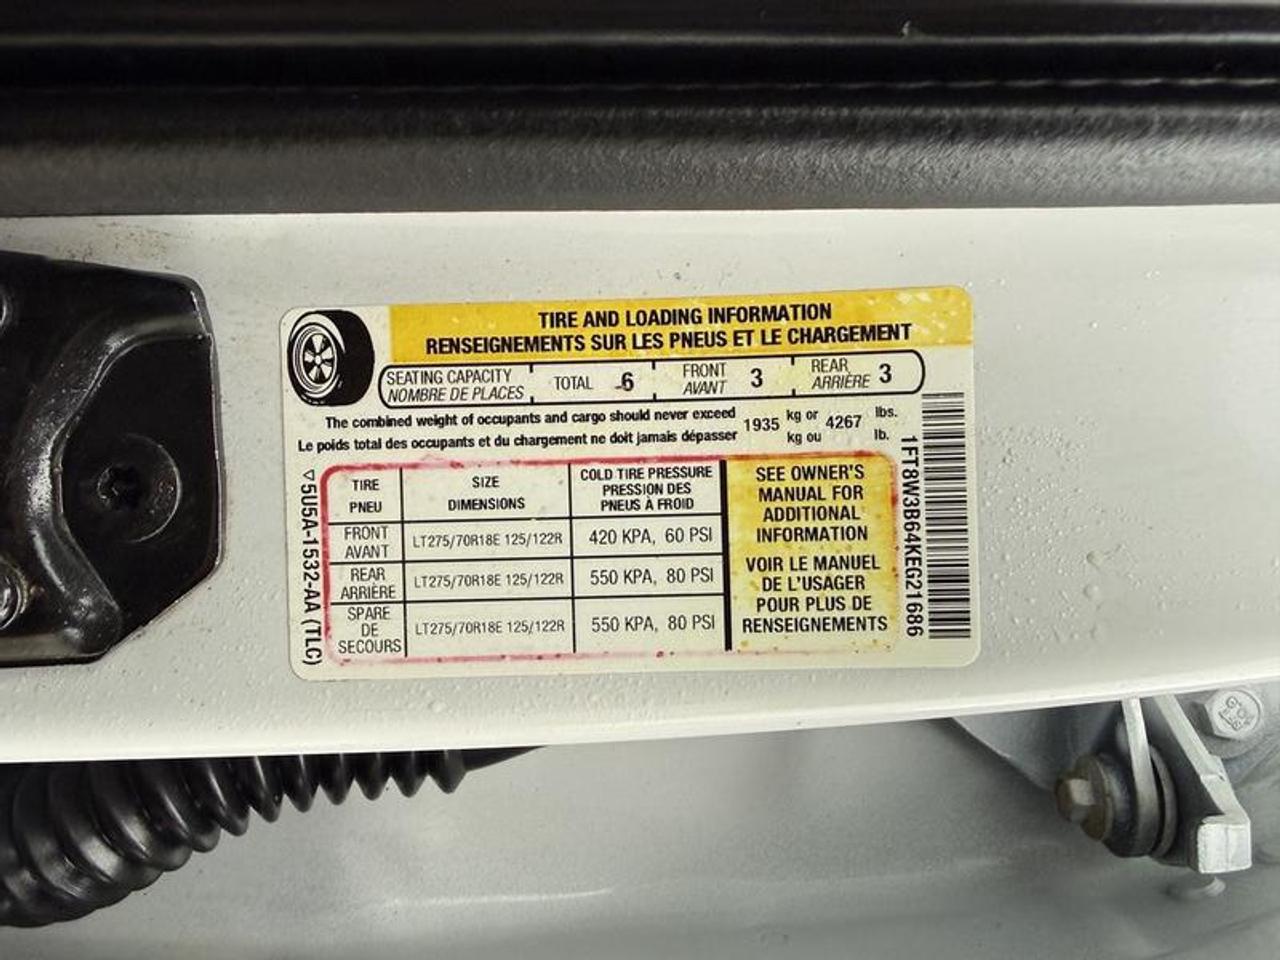 TIRE AND LOADING INFORMATION
RENSEIGNEMENTS SUR LES PNEUS ET LE CHARGEMENT
SEATING CAPACITY TOTAL 6 FRONT 3 REAR 3
NOMBRE DE PLACES AVANT ARRIÈRE
The combined weight of occupants and cargo should never exceed 1935 kg or 4267 lbs.
Le poids total des occupants et du chargement ne doit jamais dépasser kg ou lb.
TIRE SIZE COLD TIRE PRESSURE
PNEU DIMENSIONS PRESSION DES
PNEUS À FROID
FRONT LT275/70R18E 125/122R 420 KPA, 60 PSI
AVANT
REAR LT275/70R18E 125/122R 550 KPA, 80 PSI
ARRIÈRE
SPARE LT275/70R18E 125/122R 550 KPA, 80 PSI
DE
SECOURS
SEE OWNER'S
MANUAL FOR
ADDITIONAL
INFORMATION
VOIR LE MANUEL
DE L'USAGER
POUR PLUS DE
RENSEIGNEMENTS
▽5U5A-1532-AA (TLC)
1FT8W3B64KEG21686